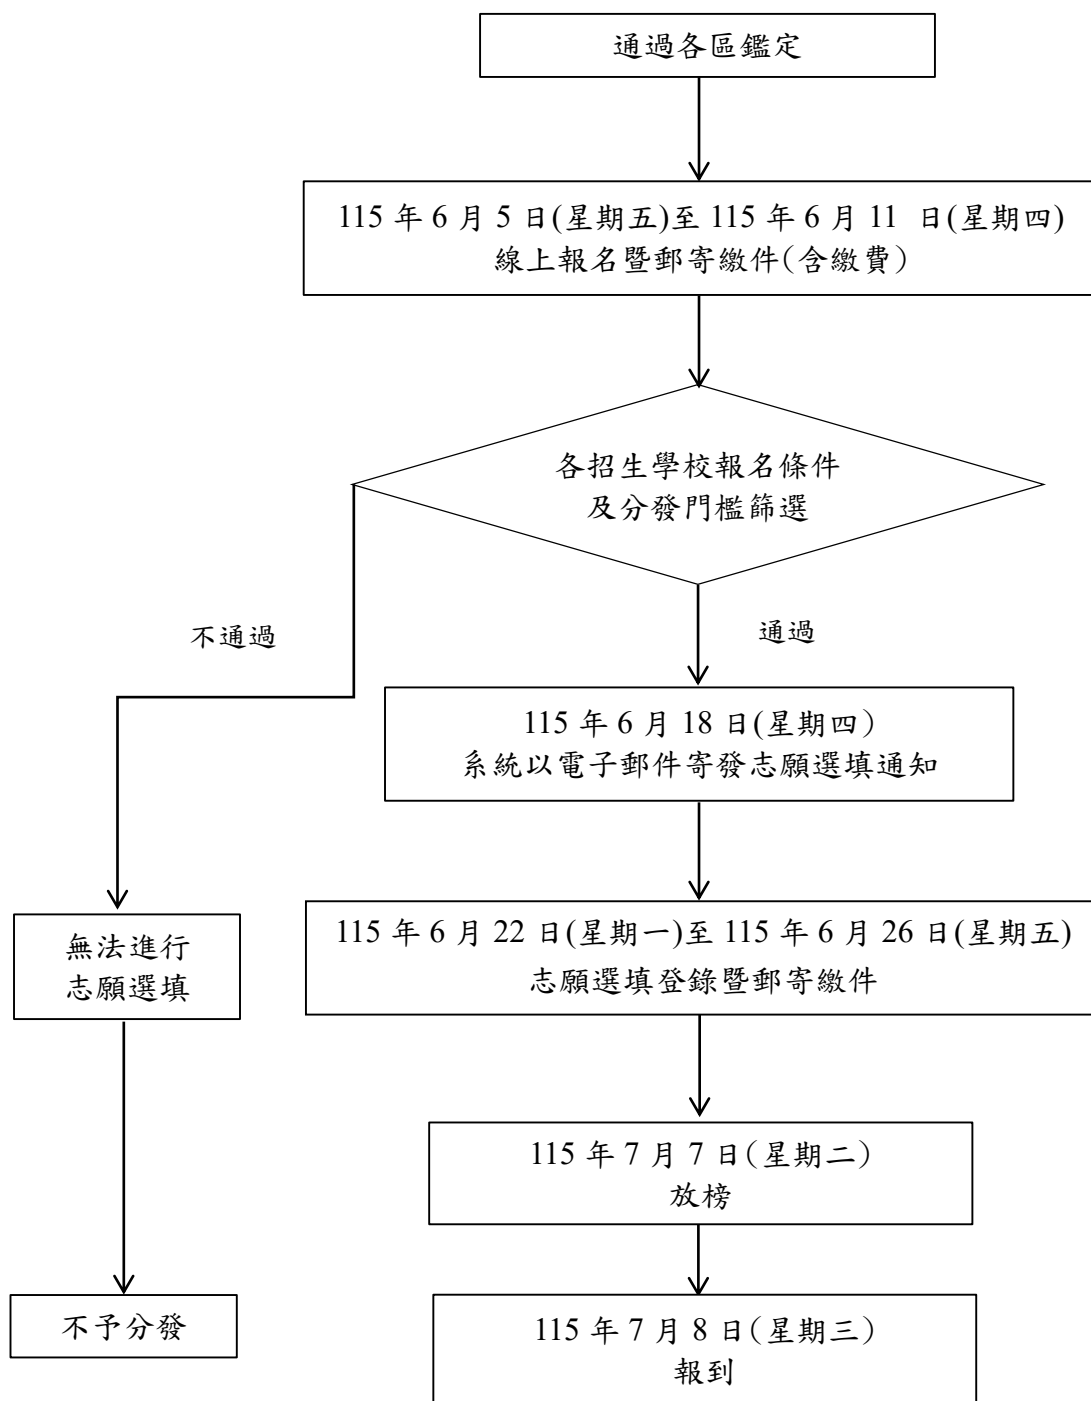 通過各區鑑定
115 年 6 月 5 日(星期五)至 115 年 6 月 11 日(星期四)
線上報名暨郵寄繳件(含繳費)
各招生學校報名條件
及分發門檻篩選
不通過
通過
115 年 6 月 18 日(星期四)
系統以電子郵件寄發志願選填通知
115 年 6 月 22 日(星期一)至 115 年 6 月 26 日(星期五)
志願選填登錄暨郵寄繳件
無法進行
志願選填
115 年 7 月 7 日(星期二)
放榜
不予分發
115 年 7 月 8 日(星期三)
報到